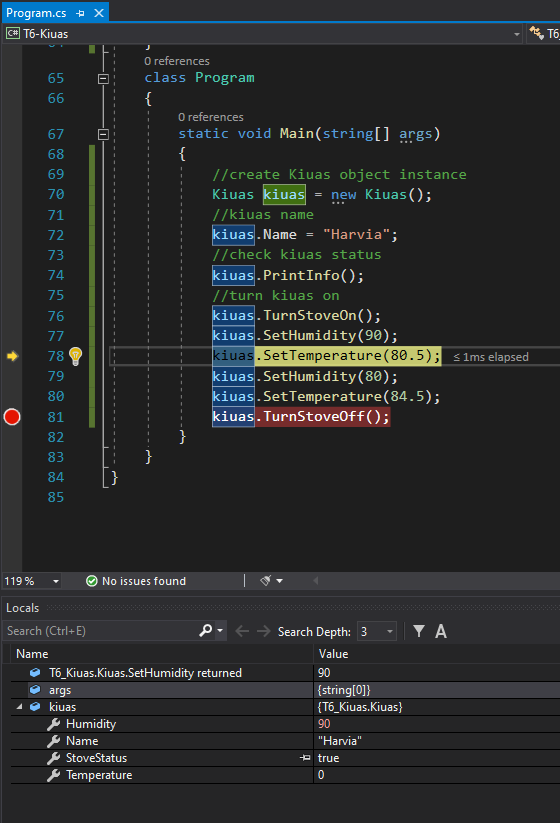 Program.cs
C# T6-Kiuas
T6_
64 }
0 references
65 class Program
66 {
0 references
67 static void Main(string[] args)
68 {
69 //create Kiuas object instance
70 Kiuas kiuas = new Kiuas();
71 //kiuas name
72 kiuas.Name = "Harvia";
73 //check kiuas status
74 kiuas.PrintInfo();
75 //turn kiuas on
76 kiuas.TurnStoveOn();
77 kiuas.SetHumidity(90);
78 kiuas.SetTemperature(80.5); ≤ 1ms elapsed
79 kiuas.SetHumidity(80);
80 kiuas.SetTemperature(84.5);
81 kiuas.TurnStoveOff();
82 }
83 }
84 }
85
119 % No issues found
Locals
Search (Ctrl+E) Search Depth: 3 A
Name Value
T6_Kiuas.Kiuas.SetHumidity returned 90
args {string[0]}
kiuas {T6_Kiuas.Kiuas}
Humidity 90
Name "Harvia"
StoveStatus true
Temperature 0